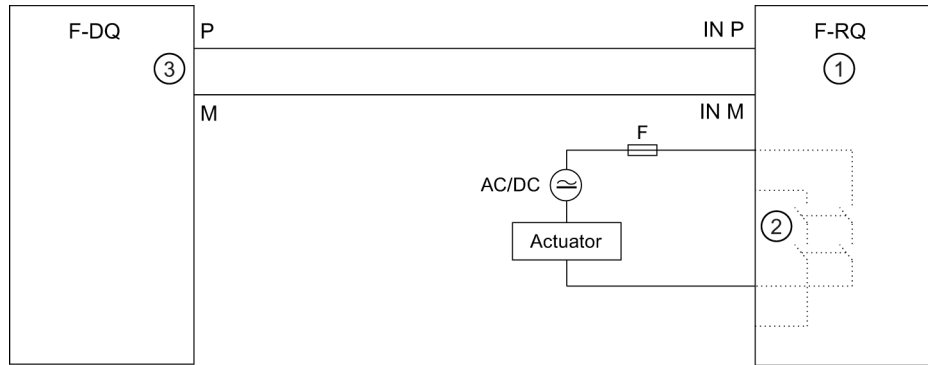 F-DQ
P
IN P
F-RQ
3
1
M
IN M
F
AC/DC
2
Actuator